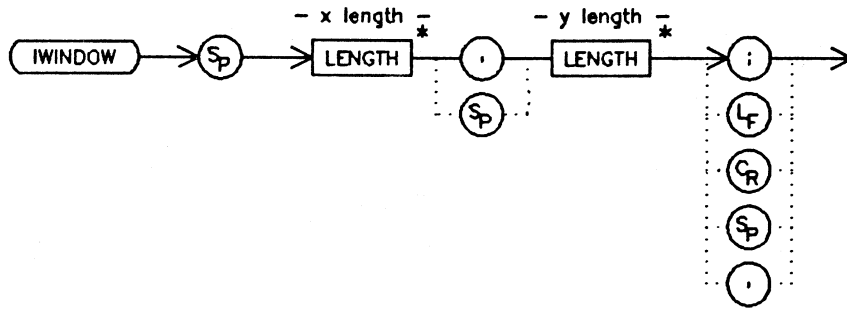 - x length -
*
- y length -
*
IWINDOW
SP
LENGTH
,
LENGTH
;
SP
LF
CR
SP
,